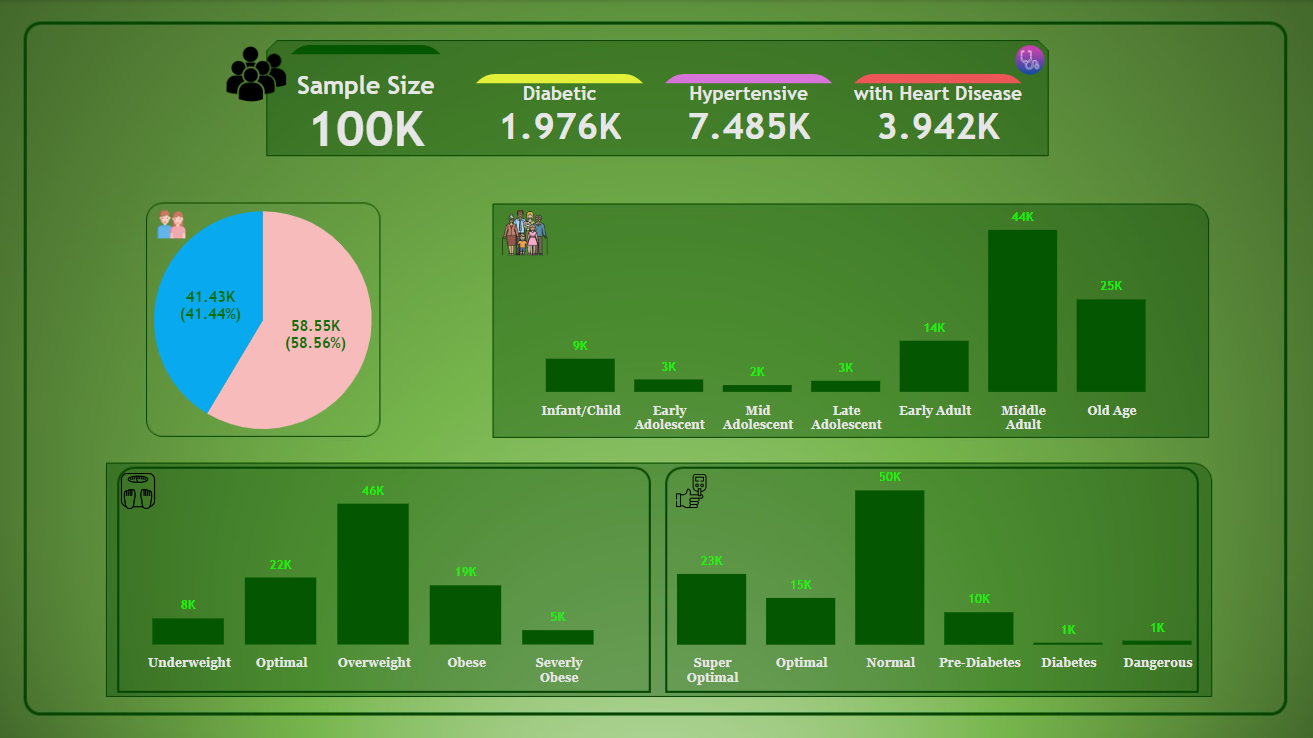 Sample Size
100K
Diabetic
1.976K
Hypertensive
7.485K
with Heart Disease
3.942K
41.43K
(41.44%)
58.55K
(58.56%)
9K
3K
2K
3K
14K
44K
25K
Infant/Child
Early
Adolescent
Mid
Adolescent
Late
Adolescent
Early Adult
Middle
Adult
Old Age
8K
22K
46K
19K
5K
Underweight
Optimal
Overweight
Obese
Severly
Obese
23K
15K
50K
10K
1K
1K
Super
Optimal
Optimal
Normal
Pre-Diabetes
Diabetes
Dangerous